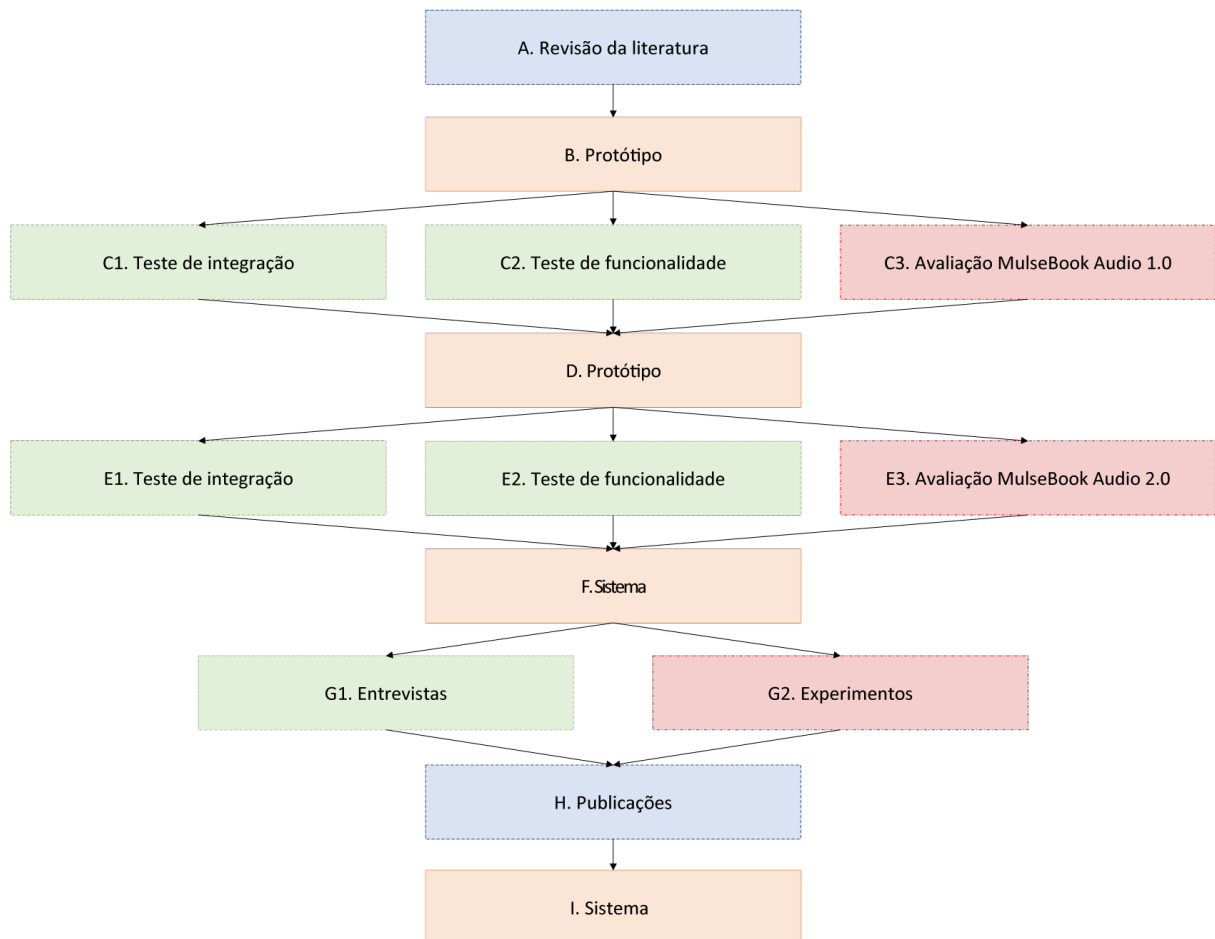 A. Revisão da literatura
B. Protótipo
C1. Teste de integração
C2. Teste de funcionalidade
C3. Avaliação MulseBook Audio 1.0
D. Protótipo
E1. Teste de integração
E2. Teste de funcionalidade
E3. Avaliação MulseBook Audio 2.0
F. Sistema
G1. Entrevistas
G2. Experimentos
H. Publicações
I. Sistema